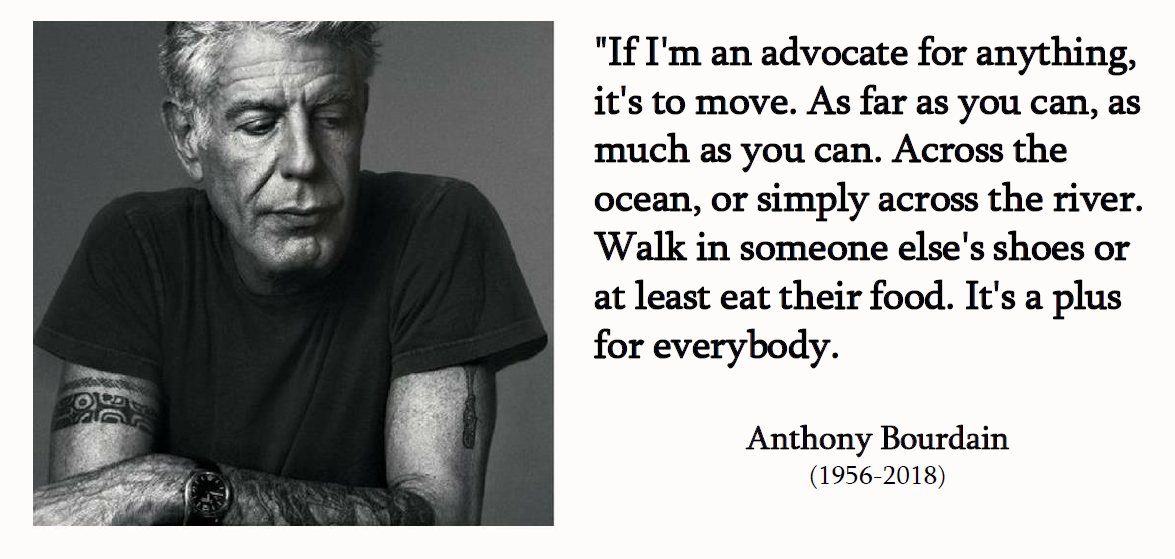 "If I'm an advocate for anything,
it's to move. As far as you can, as
much as you can. Across the
ocean, or simply across the river.
Walk in someone else's shoes or
at least eat their food. It's a plus
for everybody.
Anthony Bourdain
(1956-2018)